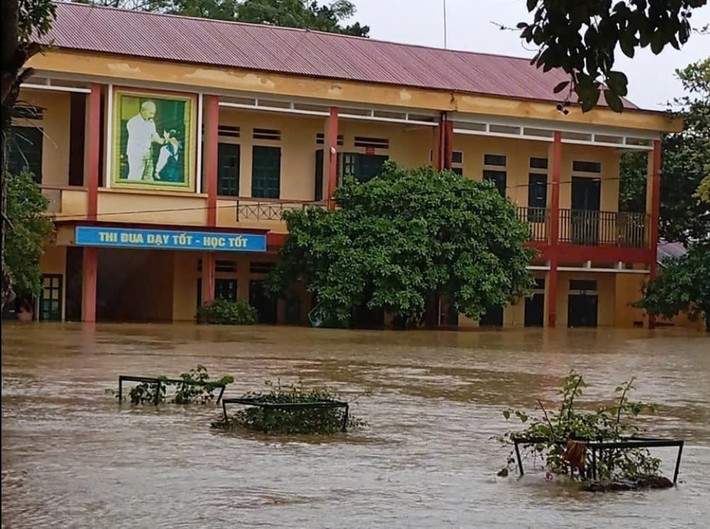 THI ĐUA DẠY TỐT - HỌC TỐT